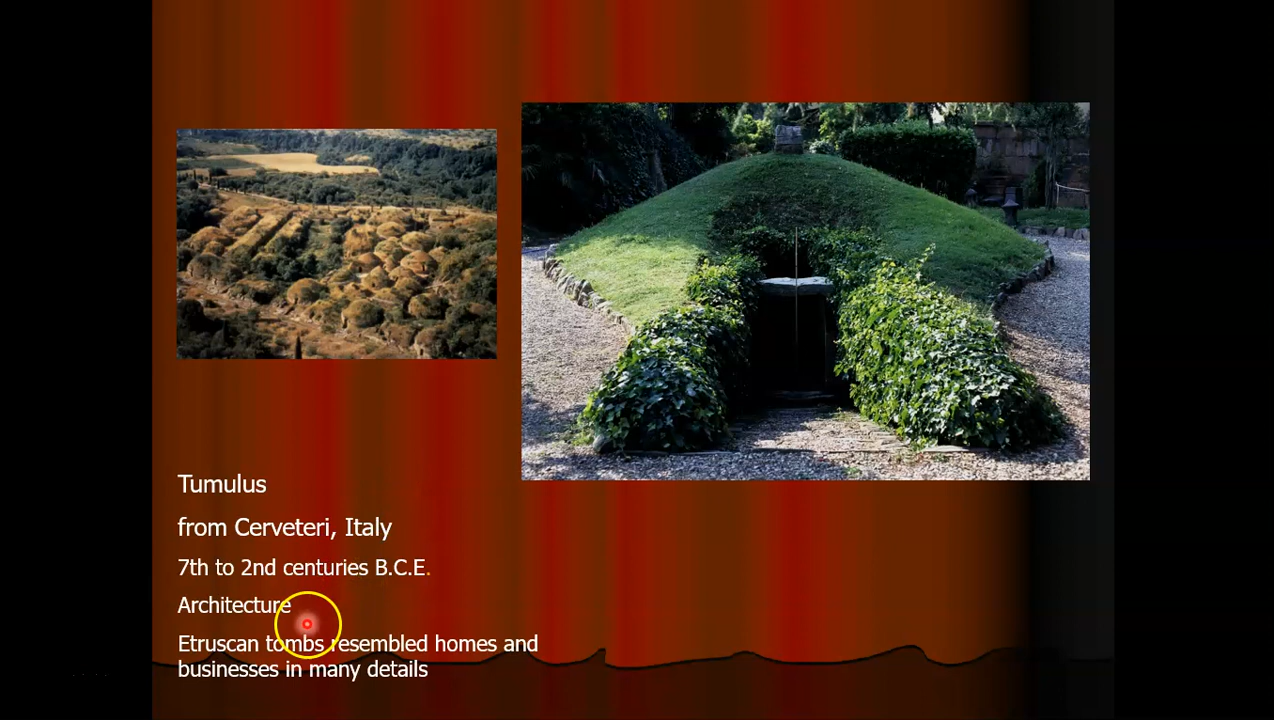 Tumulus
from Cerveteri, Italy
7th to 2nd centuries B.C.E.
Architecture
Etruscan tombs resembled homes and
businesses in many details